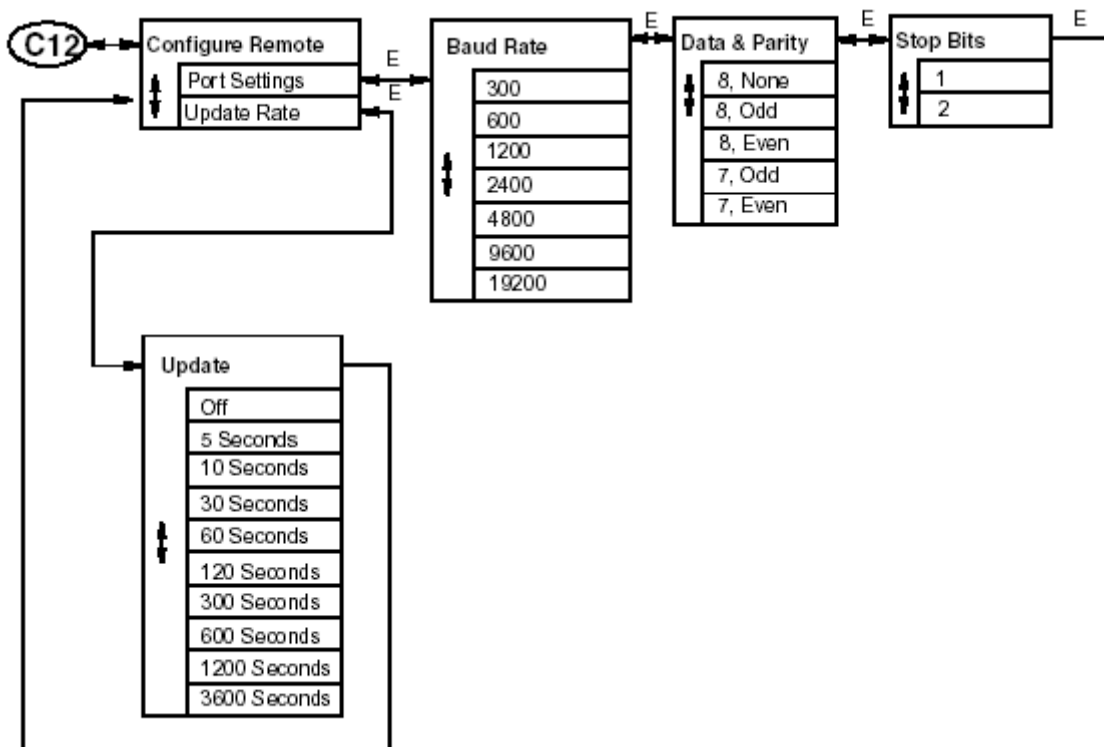 C12
Configure Remote
Port Settings
Update Rate
E
E
Baud Rate
300
600
1200
2400
4800
9600
19200
E
Data & Parity
8, None
8, Odd
8, Even
7, Odd
7, Even
E
Stop Bits
1
2
E
Update
Off
5 Seconds
10 Seconds
30 Seconds
60 Seconds
120 Seconds
300 Seconds
600 Seconds
1200 Seconds
3600 Seconds